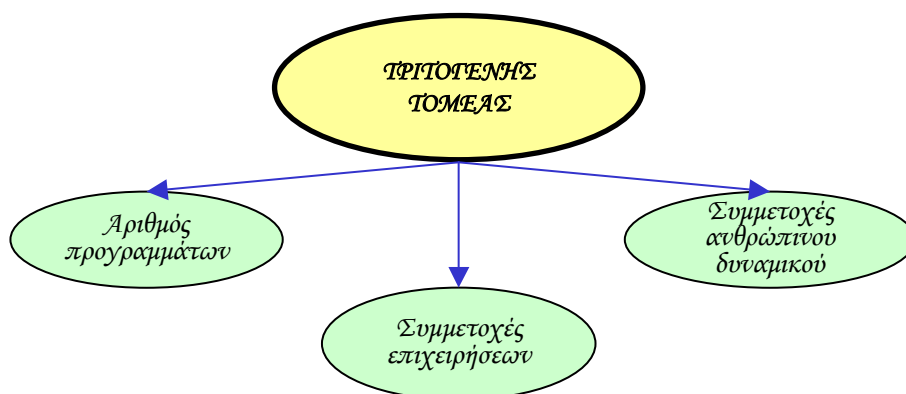 ΤΡΙΤΟΓΕΝΗΣ
ΤΟΜΕΑΣ
Αριθμός
προγραμμάτων
Συμμετοχές
επιχειρήσεων
Συμμετοχές
ανθρώπινου
δυναμικού